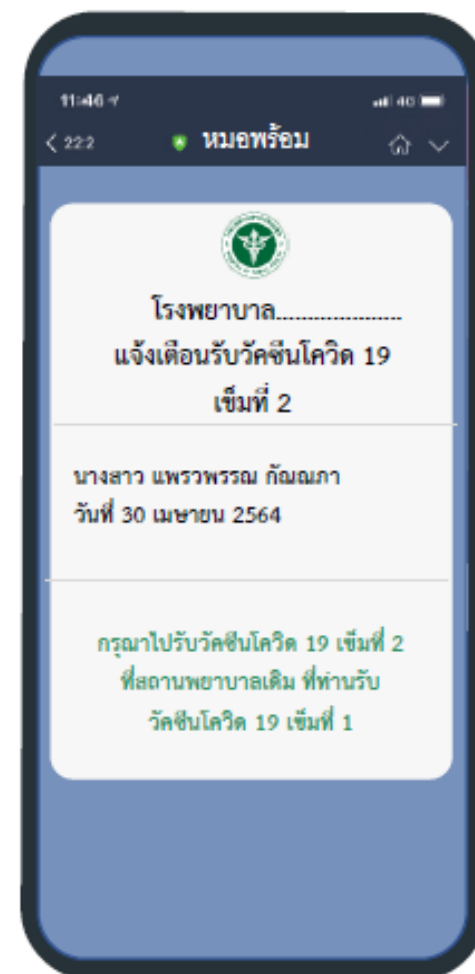 11:46
4G
222
หมอพร้อม
โรงพยาบาล....................
แจ้งเตือนรับวัคซีนโควิด 19
เข็มที่ 2
นางสาว แพรวพรรณ กัณณภา
วันที่ 30 เมษายน 2564
กรุณาไปรับวัคซีนโควิด 19 เข็มที่ 2
ที่สถานพยาบาลเดิม ที่ท่านรับ
วัคซีนโควิด 19 เข็มที่ 1